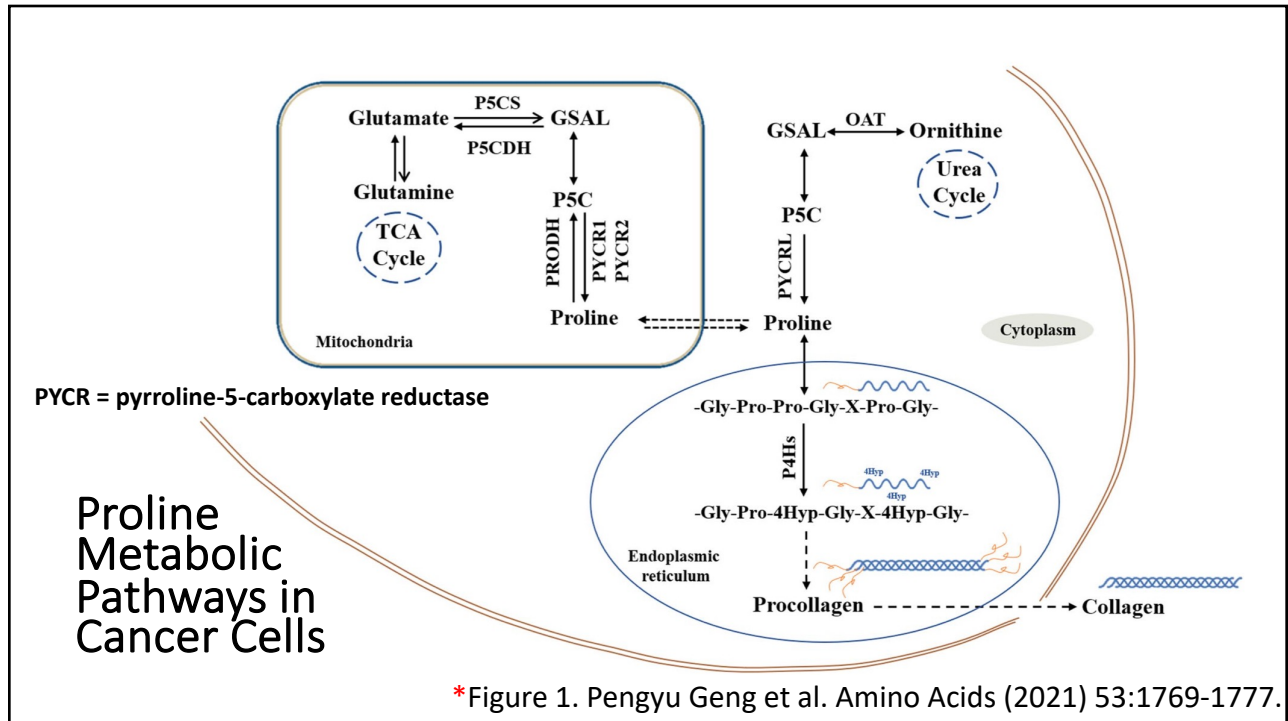 Glutamate
P5CS
P5CDH
GSAL
Glutamine
TCA
Cycle
P5C
PRODH
PYCR1
PYCR2
Proline
Mitochondria
GSAL
OAT
Ornithine
Urea
Cycle
P5C
PYCRL
Proline
Cytoplasm
PYCR = pyrroline-5-carboxylate reductase
-Gly-Pro-Pro-Gly-X-Pro-Gly-
P4Hs
4Hyp
4Hyp
4Hyp
-Gly-Pro-4Hyp-Gly-X-4Hyp-Gly-
Endoplasmic
reticulum
Procollagen
Collagen
Proline
Metabolic
Pathways in
Cancer Cells
*Figure 1. Pengyu Geng et al. Amino Acids (2021) 53:1769-1777.